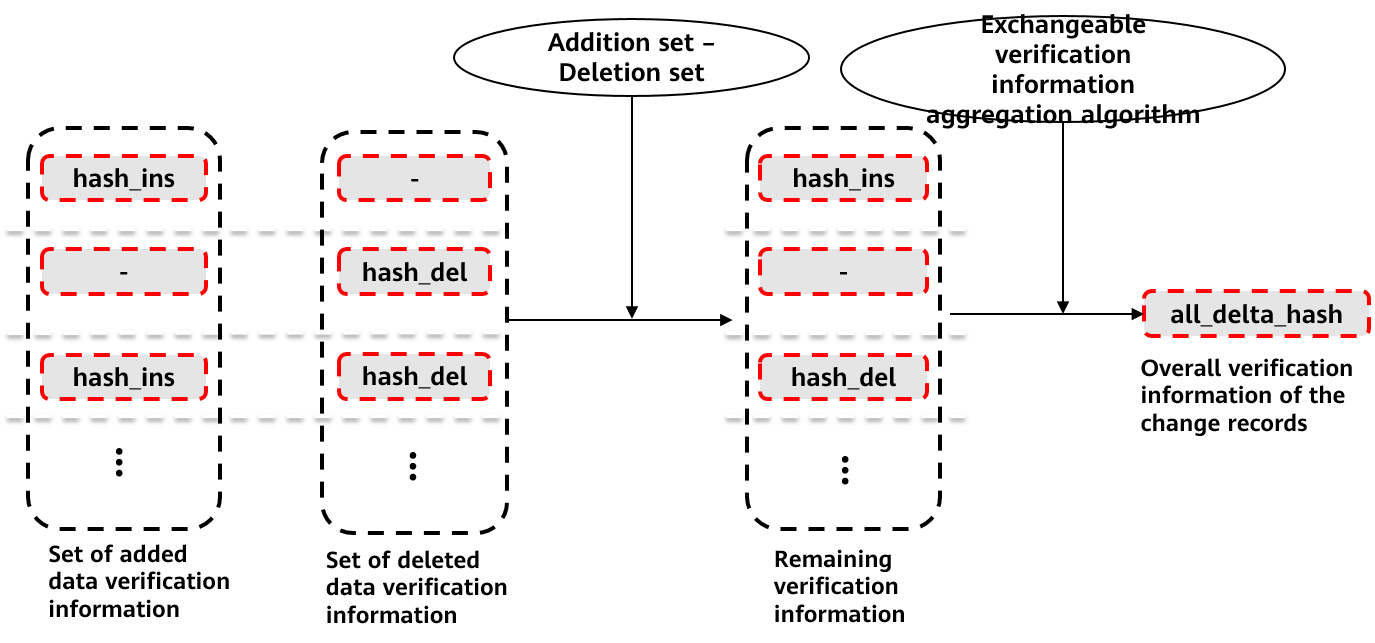 Addition set –
Deletion set
Exchangeable
verification
information
aggregation algorithm
hash_ins
-
hash_ins
-
hash_del
-
hash_ins
hash_del
hash_del
hash_del
all_delta_hash
Overall verification
information of the
change records
Set of added
data verification
information
Set of deleted
data verification
information
Remaining
verification
information